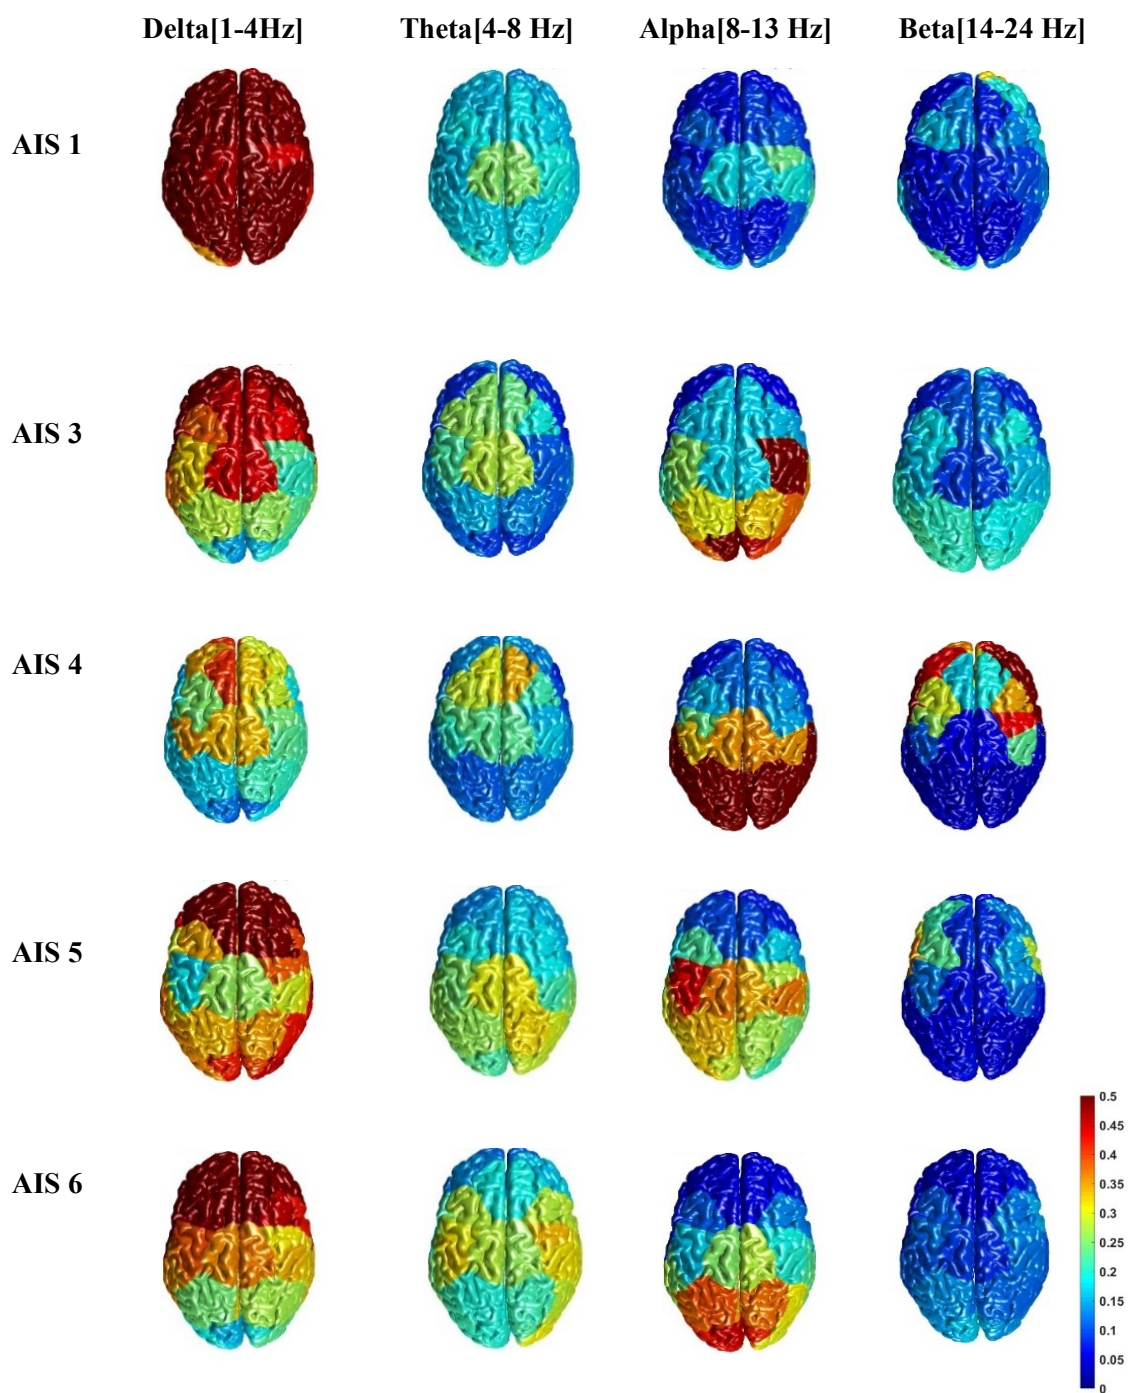 Delta[1-4Hz] Theta[4-8 Hz] Alpha[8-13 Hz] Beta[14-24 Hz]
AIS 1
AIS 3
AIS 4
AIS 5
AIS 6
0.5
0.45
0.4
0.35
0.3
0.25
0.2
0.15
0.1
0.05
0